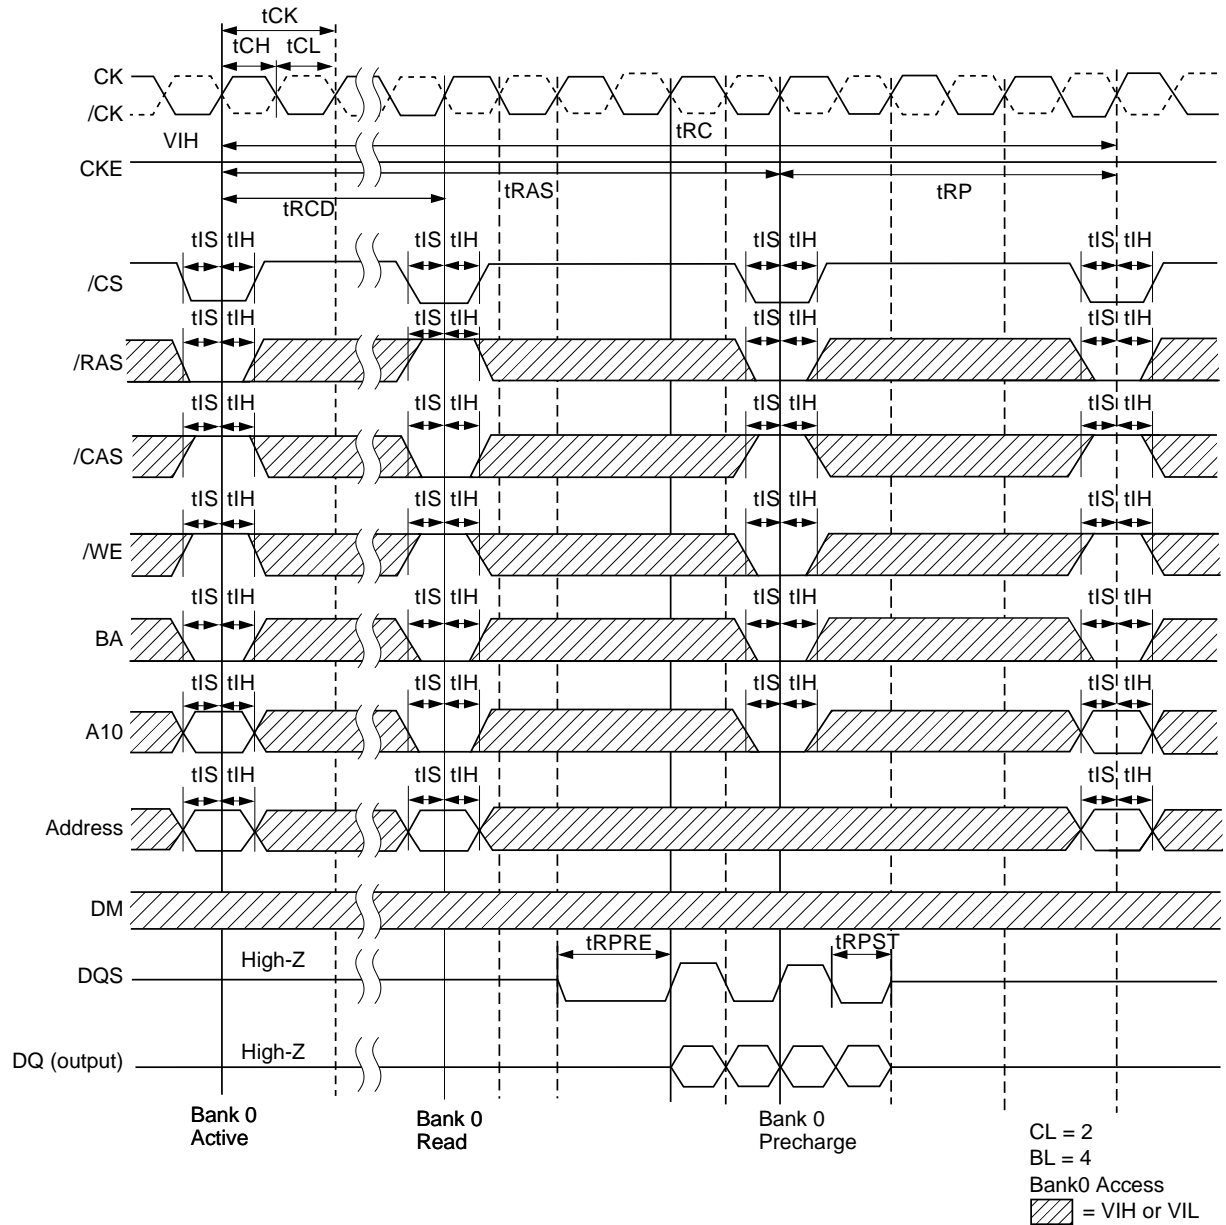 tCK
tCH tCL
CK
/CK
VIH
tRC
CKE
tRAS
tRP
tRCD
tIS tIH tIS tIH tIS tIH tIS tIH
/CS
tIS tIH tIS tIH tIS tIH tIS tIH
/RAS
tIS tIH tIS tIH tIS tIH tIS tIH
/CAS
tIS tIH tIS tIH tIS tIH tIS tIH
/WE
tIS tIH tIS tIH tIS tIH tIS tIH
BA
tIS tIH tIS tIH tIS tIH tIS tIH
A10
tIS tIH tIS tIH tIS tIH
Address
DM
tRPRE tRPST
High-Z
DQS
High-Z
DQ (output)
Bank 0
Active
Bank 0
Read
Bank 0
Precharge
CL = 2
BL = 4
Bank0 Access
= VIH or VIL